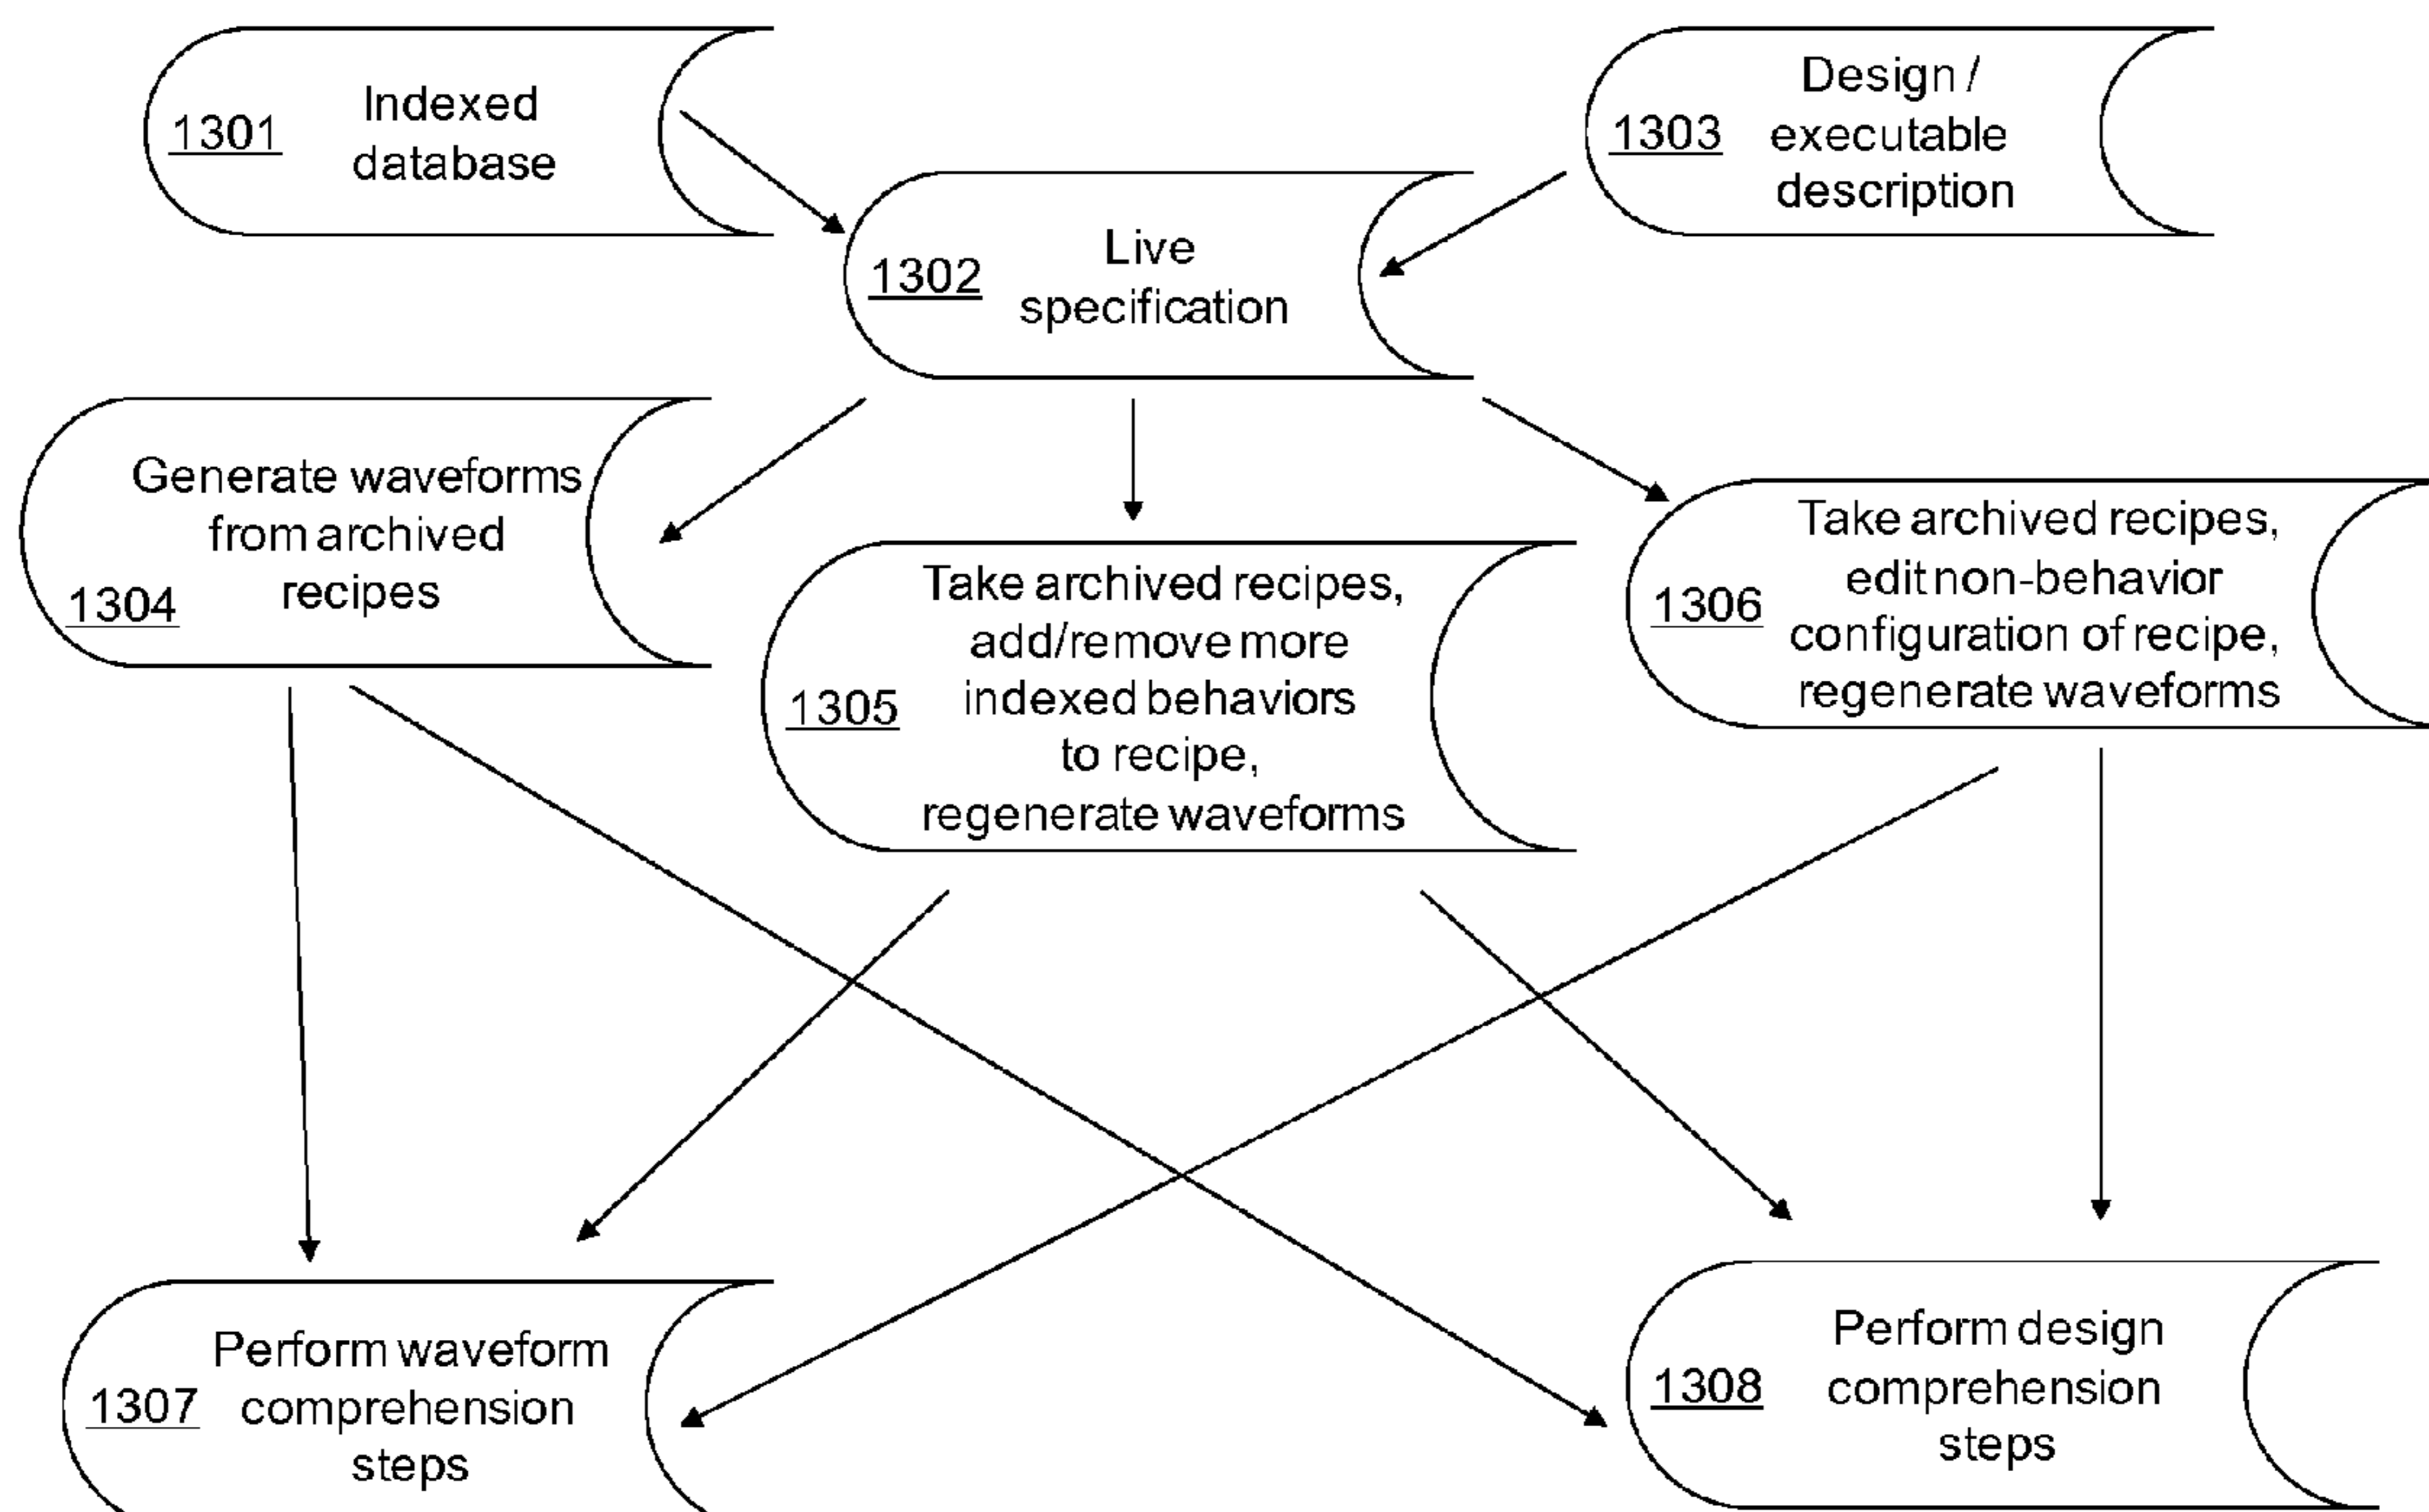 1301
Indexed
database
1303
Design /
executable
description
1302
Live
specification
1304
Generate waveforms
from archived
recipes
1305
Take archived recipes,
add/remove more
indexed behaviors
to recipe,
regenerate waveforms
1306
Take archived recipes,
edit non-behavior
configuration of recipe,
regenerate waveforms
1307
Perform waveform
comprehension
steps
1308
Perform design
comprehension
steps